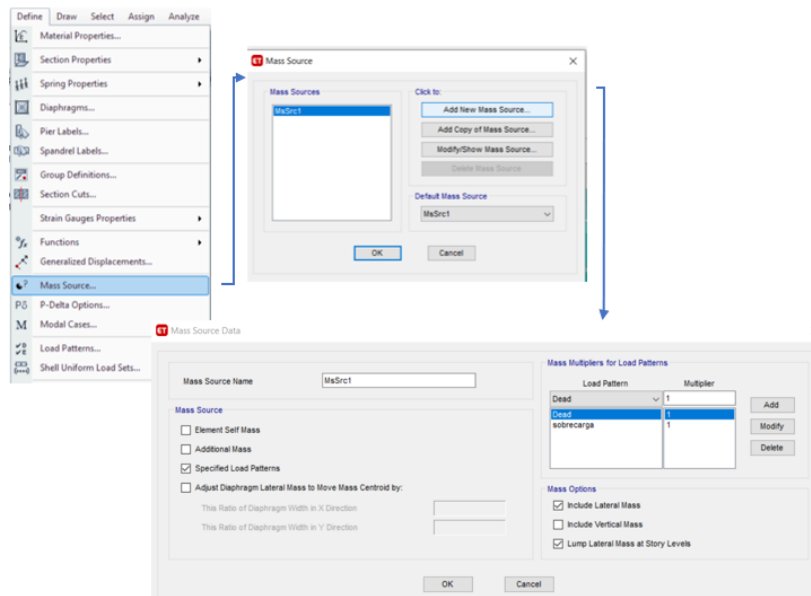 Define Draw Select Assign Analyze
Material Properties...
Section Properties
Spring Properties
Diaphragms...
Pier Labels...
Spandrel Labels...
Group Definitions...
Section Cuts...
Strain Gauges Properties
Functions
Generalized Displacements...
Mass Source...
Pδ P-Delta Options...
M Modal Cases...
Load Patterns...
Shell Uniform Load Sets...
ET Mass Source
Mass Sources
MsSrc1
Click to:
Add New Mass Source...
Add Copy of Mass Source...
Modify/Show Mass Source...
Delete Mass Source
Default Mass Source
MsSrc1
OK Cancel
ET Mass Source Data
Mass Source Name MsSrc1
Mass Source
Element Self Mass
Additional Mass
Specified Load Patterns
Adjust Diaphragm Lateral Mass to Move Mass Centroid by:
This Ratio of Diaphragm Width in X Direction
This Ratio of Diaphragm Width in Y Direction
Mass Multipliers for Load Patterns
Load Pattern Multiplier
Dead 1
Dead 1
sobrecarga 1
Add
Modify
Delete
Mass Options
Include Lateral Mass
Include Vertical Mass
Lump Lateral Mass at Story Levels
OK Cancel